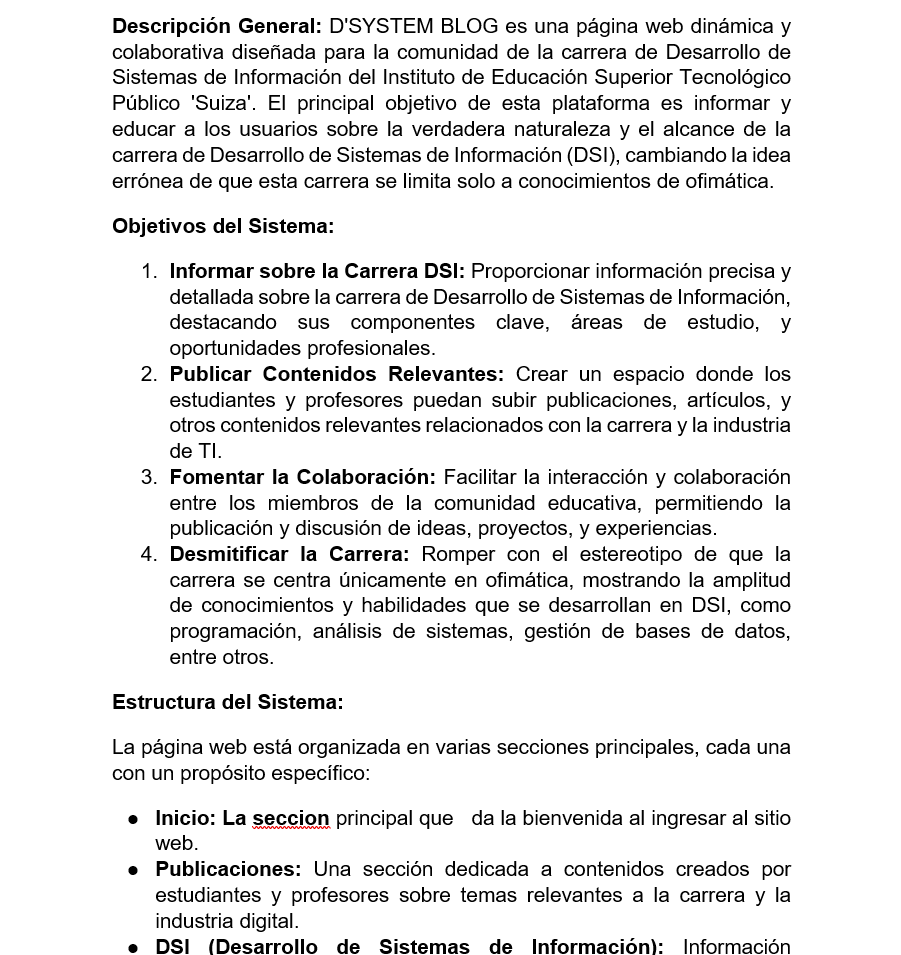 Descripción General: D'SYSTEM BLOG es una página web dinámica y
colaborativa diseñada para la comunidad de la carrera de Desarrollo de
Sistemas de Información del Instituto de Educación Superior Tecnológico
Público 'Suiza'. El principal objetivo de esta plataforma es informar y
educar a los usuarios sobre la verdadera naturaleza y el alcance de la
carrera de Desarrollo de Sistemas de Información (DSI), cambiando la idea
errónea de que esta carrera se limita solo a conocimientos de ofimática.
Objetivos del Sistema:
1. Informar sobre la Carrera DSI: Proporcionar información precisa y
detallada sobre la carrera de Desarrollo de Sistemas de Información,
destacando sus componentes clave, áreas de estudio, y
oportunidades profesionales.
2. Publicar Contenidos Relevantes: Crear un espacio donde los
estudiantes y profesores puedan subir publicaciones, artículos, y
otros contenidos relevantes relacionados con la carrera y la industria
de TI.
3. Fomentar la Colaboración: Facilitar la interacción y colaboración
entre los miembros de la comunidad educativa, permitiendo la
publicación y discusión de ideas, proyectos, y experiencias.
4. Desmitificar la Carrera: Romper con el estereotipo de que la
carrera se centra únicamente en ofimática, mostrando la amplitud
de conocimientos y habilidades que se desarrollan en DSI, como
programación, análisis de sistemas, gestión de bases de datos,
entre otros.
Estructura del Sistema:
La página web está organizada en varias secciones principales, cada una
con un propósito específico:
● Inicio: La seccion principal que da la bienvenida al ingresar al sitio
web.
● Publicaciones: Una sección dedicada a contenidos creados por
estudiantes y profesores sobre temas relevantes a la carrera y la
industria digital.
● DSI (Desarrollo de Sistemas de Información): Información